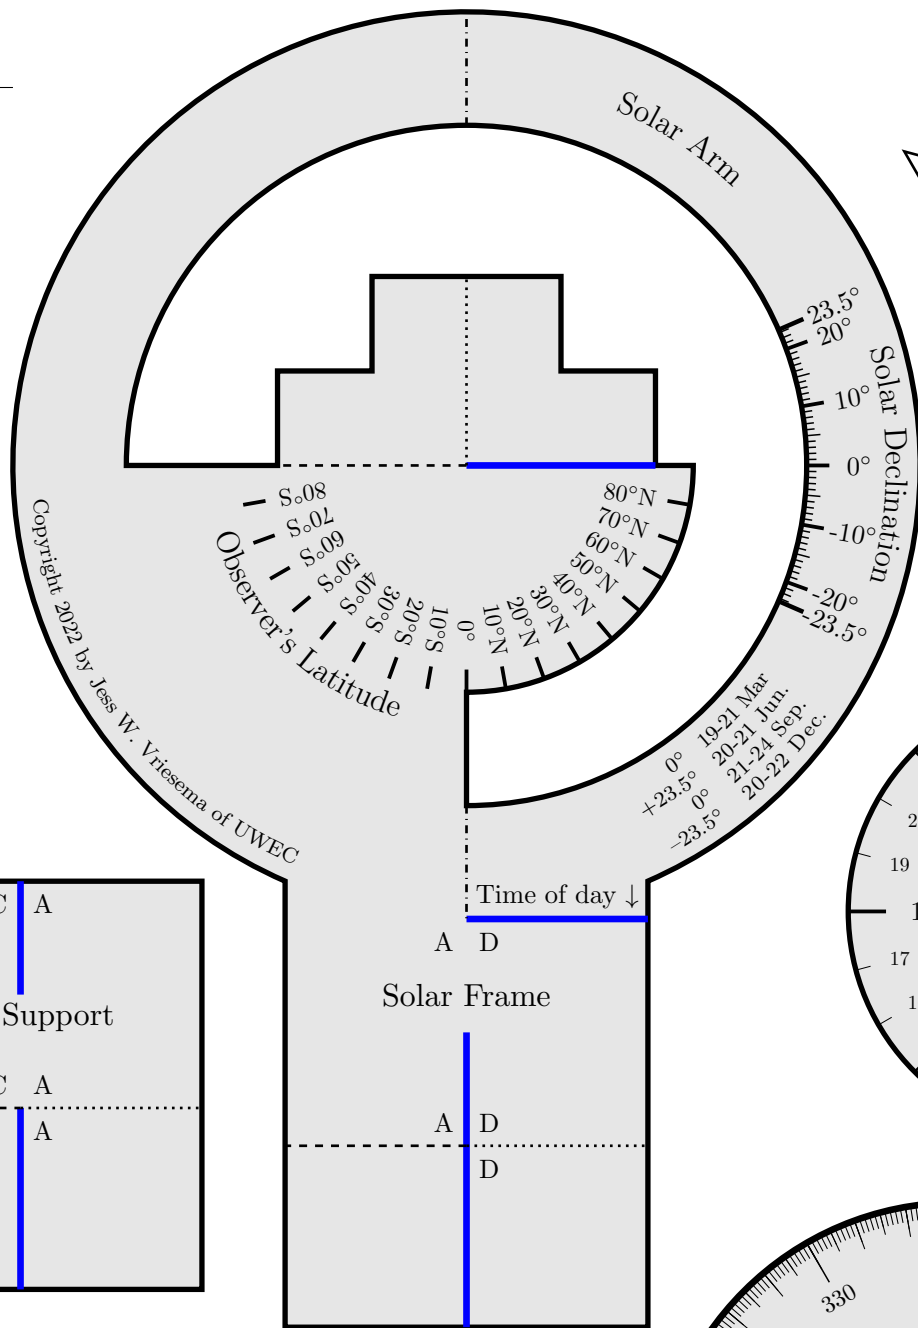 Solar Arm
23.5°
20°
10°
0°
-10°
-20°
-23.5°
Solar Declination
80°S
70°S
60°S
50°S
40°S
30°S
20°S
10°S
0°
10°N
20°N
30°N
40°N
50°N
60°N
70°N
80°N
Observer's Latitude
Copyright 2022 by Jess W. Vriesema of UWEC
0° 19-21 Mar
+23.5° 20-21 Jun.
0° 21-24 Sep.
–23.5° 20-22 Dec.
Time of day ↓
A D
Solar Frame
A D
D
C A
Support
C A
A
19
17
330